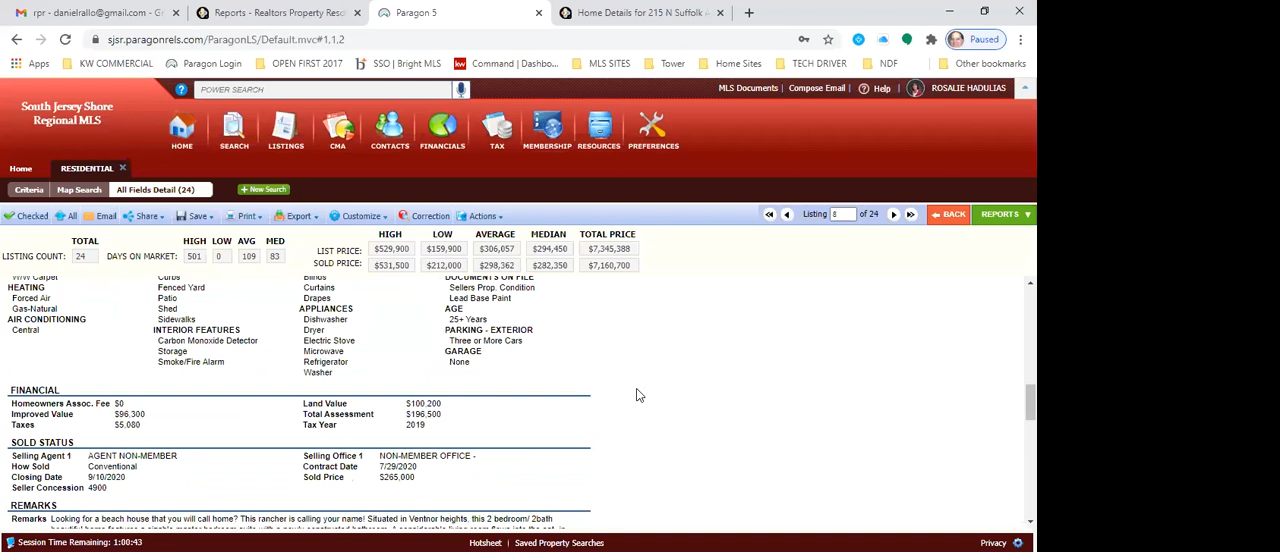 rpr - danielrallo@gmail.com - Gr
Reports - Realtors Property Reso
Paragon 5
Home Details for 215 N Suffolk A
sjsr.paragonrels.com/ParagonLS/Default.mvc#1,1,2
Paused
Apps
KW COMMERCIAL
Paragon Login
OPEN FIRST 2017
SSO | Bright MLS
kw
Command | Dashbo...
MLS SITES
Tower
Home Sites
TECH DRIVER
NDF
Other bookmarks
South Jersey Shore
Regional MLS
POWER SEARCH
MLS Documents | Compose Email | Help
ROSALIE HADULIAS
HOME
SEARCH
LISTINGS
CMA
CONTACTS
FINANCIALS
TAX
MEMBERSHIP
RESOURCES
PREFERENCES
Home
RESIDENTIAL
Criteria
Map Search
All Fields Detail (24)
New Search
Checked
All
Email
Share
Save
Print
Export
Customize
Correction
Actions
Listing 8 of 24
BACK
REPORTS
TOTAL
HIGH LOW AVG MED
HIGH LOW AVERAGE MEDIAN TOTAL PRICE
LISTING COUNT: 24
DAYS ON MARKET: 501 0 109 83
LIST PRICE: $529,900 $159,900 $306,057 $294,450 $7,345,388
SOLD PRICE: $531,500 $212,000 $298,362 $282,350 $7,160,700
W/W Carpet
HEATING
Forced Air
Gas-Natural
AIR CONDITIONING
Central
Curbs
Fenced Yard
Patio
Shed
Sidewalks
INTERIOR FEATURES
Carbon Monoxide Detector
Storage
Smoke/Fire Alarm
Blinds
Curtains
Drapes
APPLIANCES
Dishwasher
Dryer
Electric Stove
Microwave
Refrigerator
Washer
DOCUMENTS ON FILE
Sellers Prop. Condition
Lead Base Paint
AGE
25+ Years
PARKING - EXTERIOR
Three or More Cars
GARAGE
None
FINANCIAL
Homeowners Assoc. Fee $0
Land Value $100,200
Improved Value $96,300
Total Assessment $196,500
Taxes $5,080
Tax Year 2019
SOLD STATUS
Selling Agent 1 AGENT NON-MEMBER
Selling Office 1 NON-MEMBER OFFICE -
How Sold Conventional
Contract Date 7/29/2020
Closing Date 9/10/2020
Sold Price $265,000
Seller Concession 4900
REMARKS
Remarks Looking for a beach house that you will call home? This rancher is calling your name! Situated in Ventnor heights, this 2 bedroom/ 2bath
Session Time Remaining: 1:00:43
Hotsheet | Saved Property Searches
Privacy